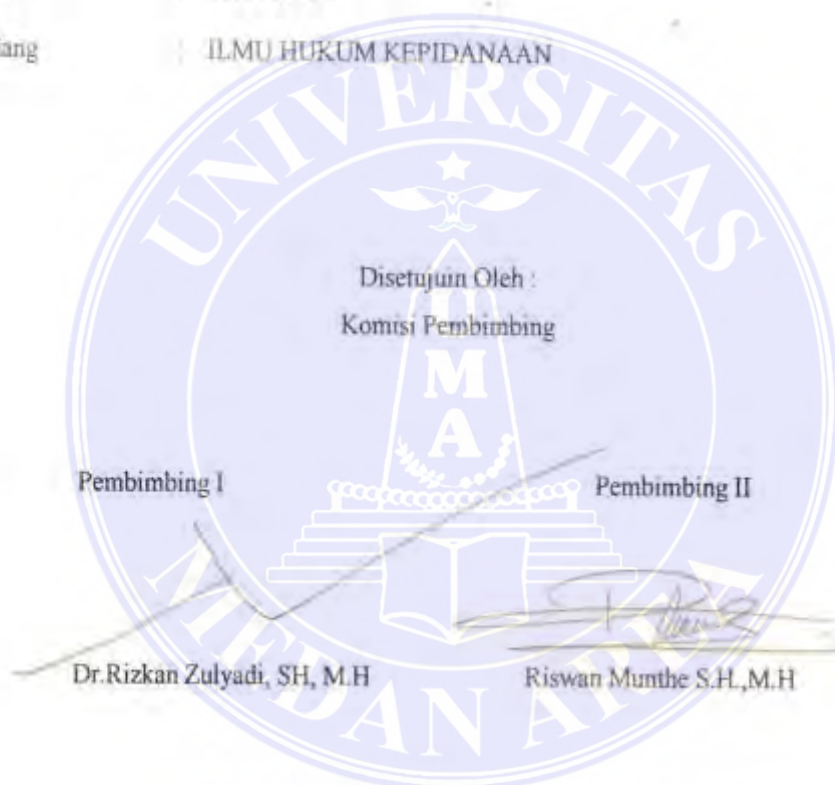 ang : ILMU HUKUM KEPIDANAAN
UNIVERSITAS
Disetujuin Oleh :
Komisi Pembimbing
U
M
A
Pembimbing I Pembimbing II
Dr.Rizkan Zulyadi, SH, M.H Riswan Munthe S.H.,M.H
MEDAN AREA